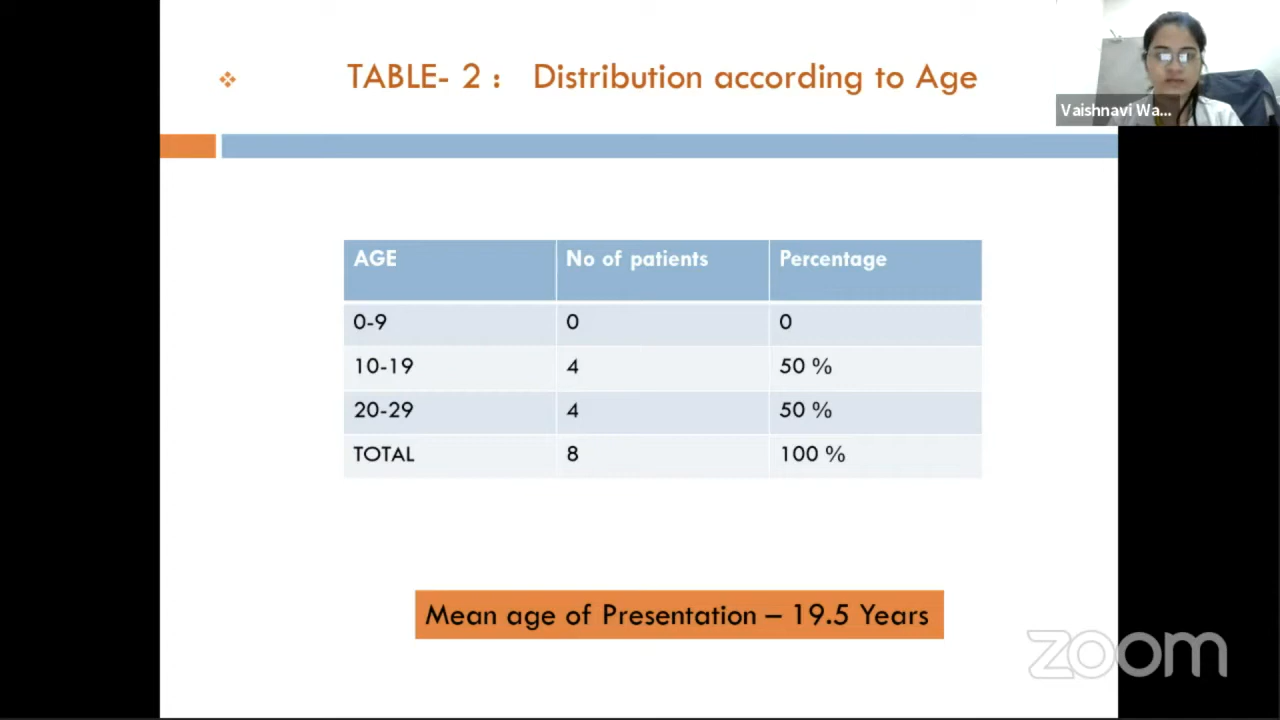 ❖ TABLE- 2 : Distribution according to Age
Vaishnavi Wa...
AGE No of patients Percentage
0-9 0 0
10-19 4 50 %
20-29 4 50 %
TOTAL 8 100 %
Mean age of Presentation – 19.5 Years
zoom